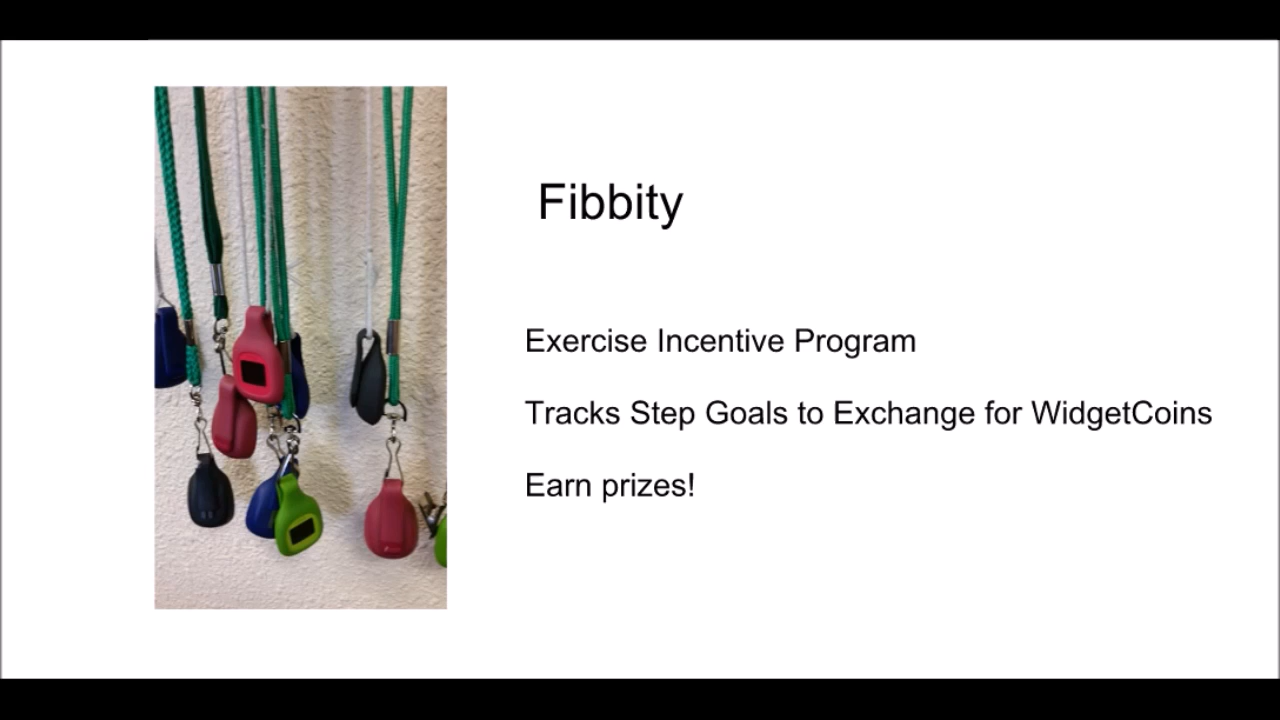 Fibbity
Exercise Incentive Program
Tracks Step Goals to Exchange for WidgetCoins
Earn prizes!